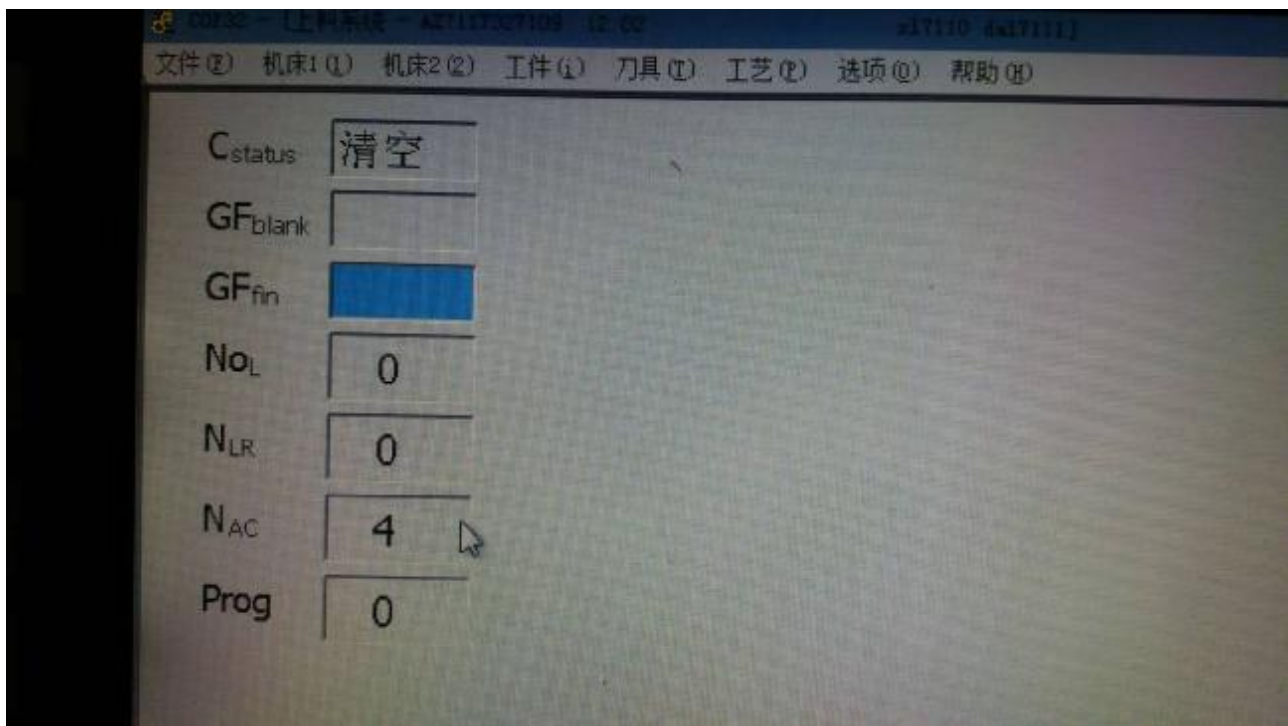 文件(F) 机床1(1) 机床2(2) 工件(i) 刀具(T) 工艺(P) 选项(O) 帮助(H)
Cstatus 清空
GFblank
GFfin
NoL 0
NLR 0
NAC 4
Prog 0